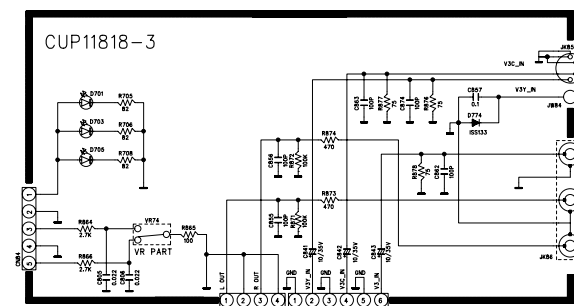 CUP11818-3
JK85
V3C_IN
C857
0.1
V3Y_IN
JW84
D774
ISS133
C863
100P
R877
75
C874
100P
R876
75
D701
R705
82
D703
R706
82
D705
R708
82
R874
470
C856
100P
R872
100K
R878
75
C862
100P
R873
470
C855
100P
R871
100K
1
2
3
4
5
CN84
R864
2.7K
VR74
VR PART
R865
100
R866
2.7K
0.022
C806
0.022
L OUT
R OUT
GND
C841
10/35V
V3Y_IN
GND
C842
10/35V
V3C_IN
GND
C843
10/35V
V3_IN
JK86
1
2
3
4
1
2
3
4
5
6